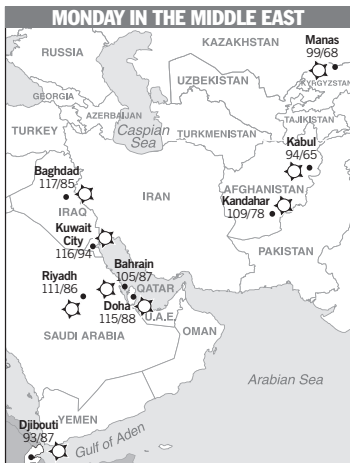 MONDAY IN THE MIDDLE EAST
KAZAKHSTAN
Manas
99/68
RUSSIA
UZBEKISTAN
KYRGYZSTAN
GEORGIA
AZERBAIJAN
TAJIKISTAN
TURKEY
Caspian
Sea
TURKMENISTAN
Kabul
94/65
Baghdad
117/85
IRAN
AFGHANISTAN
Kandahar
109/78
IRAQ
Kuwait
City
116/94
PAKISTAN
Bahrain
105/87
Riyadh
111/86
QATAR
Doha
115/88
U.A.E.
OMAN
SAUDI ARABIA
Arabian Sea
YEMEN
Djibouti
93/87
Gulf of Aden